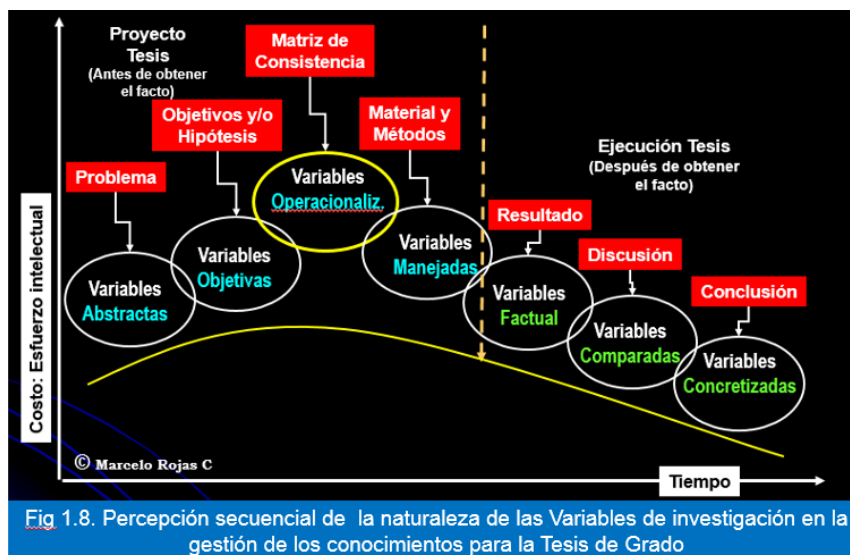 Proyecto
Tesis
(Antes de obtener
el facto)
Matriz de
Consistencia
Objetivos y/o
Hipótesis
Material y
Métodos
Problema
Ejecución Tesis
(Después de obtener
el facto)
Resultado
Discusión
Conclusión
Variables
Abstractas
Variables
Objetivas
Variables
Operacionaliz.
Variables
Manejadas
Variables
Factual
Variables
Comparadas
Variables
Concretizadas
Costo: Esfuerzo intelectual
© Marcelo Rojas C
Tiempo
Fig 1.8. Percepción secuencial de la naturaleza de las Variables de investigación en la
gestión de los conocimientos para la Tesis de Grado